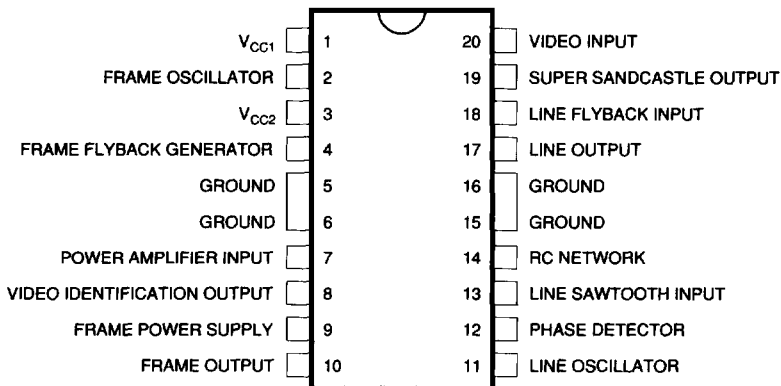 VCC1 1 20 VIDEO INPUT
FRAME OSCILLATOR 2 19 SUPER SANDCASTLE OUTPUT
VCC2 3 18 LINE FLYBACK INPUT
FRAME FLYBACK GENERATOR 4 17 LINE OUTPUT
GROUND 5 16 GROUND
GROUND 6 15 GROUND
POWER AMPLIFIER INPUT 7 14 RC NETWORK
VIDEO IDENTIFICATION OUTPUT 8 13 LINE SAWTOOTH INPUT
FRAME POWER SUPPLY 9 12 PHASE DETECTOR
FRAME OUTPUT 10 11 LINE OSCILLATOR